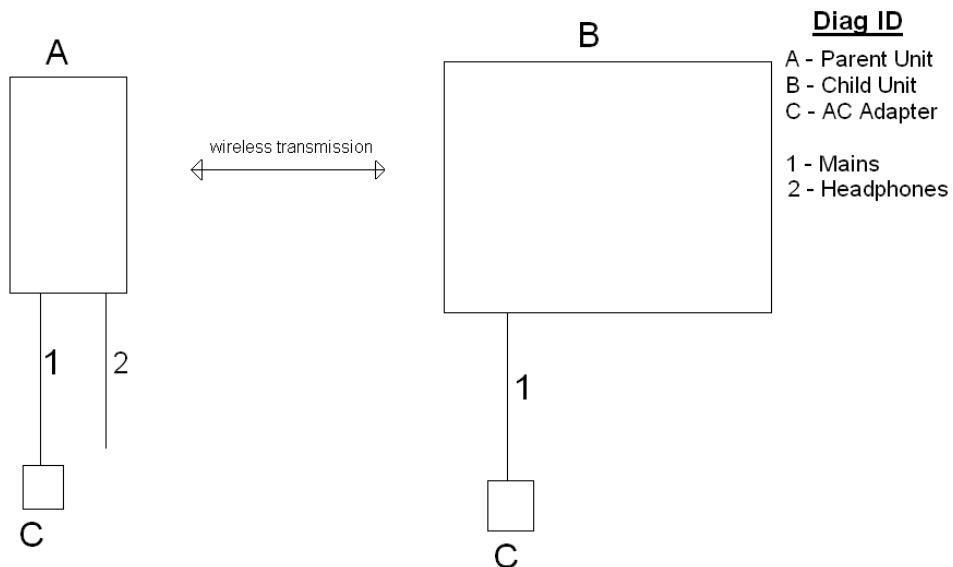 A
B
Diag ID
A - Parent Unit
B - Child Unit
C - AC Adapter
wireless transmission
1 - Mains
2 - Headphones
1
2
1
C
C